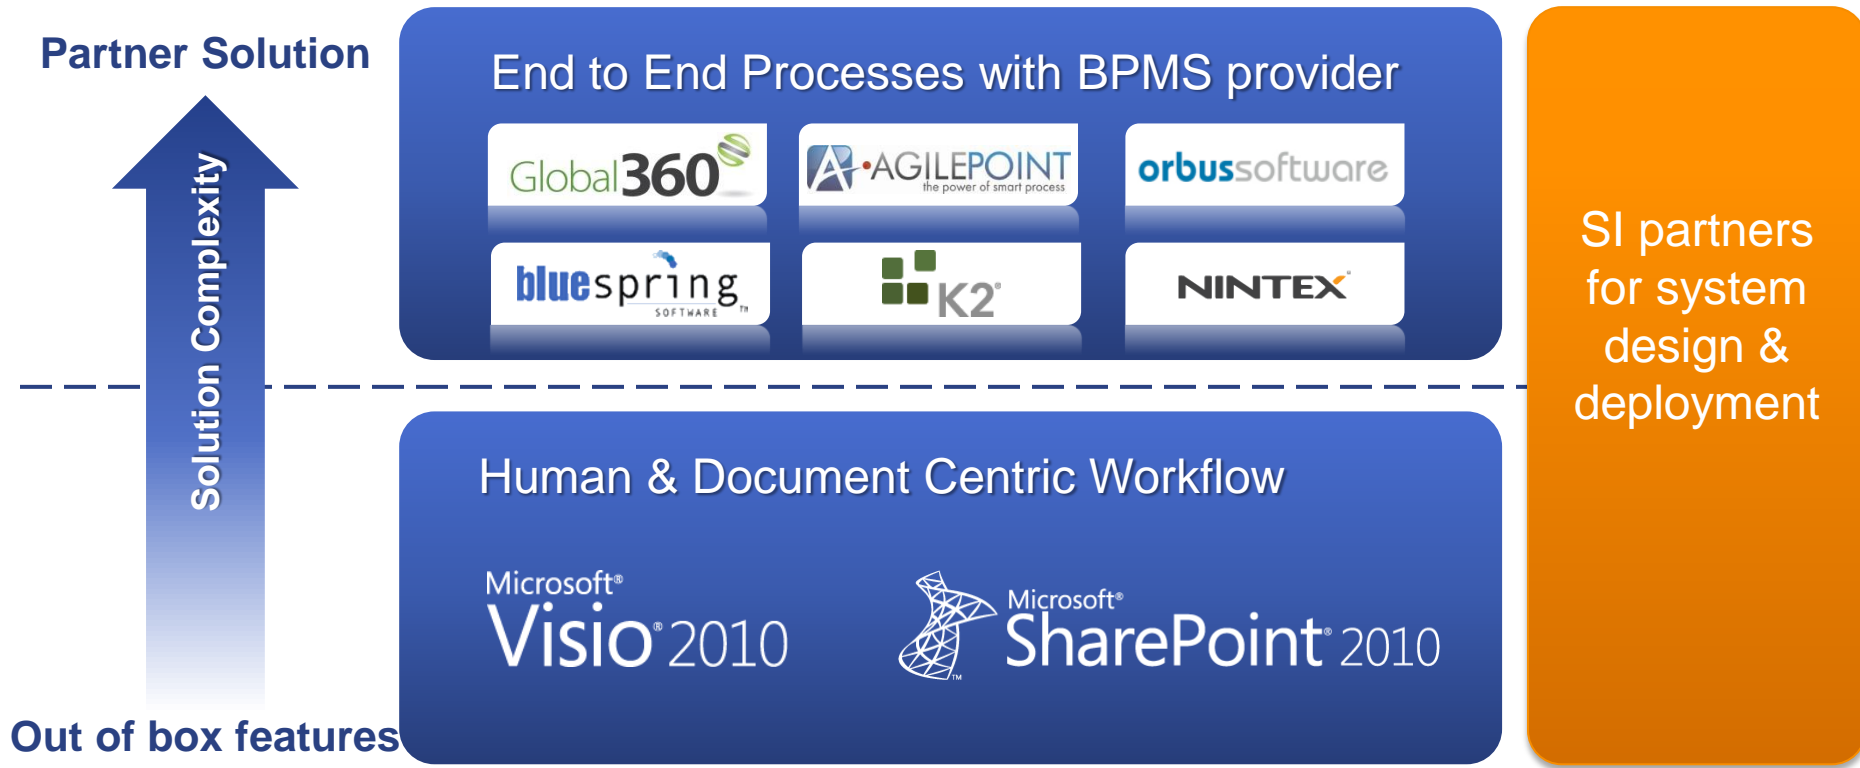 Partner Solution
Solution Complexity
Out of box features
End to End Processes with BPMS provider
Global360
A AGILEPOINT
the power of smart process
orbussoftware
bluespring
SOFTWARE™
K2®
NINTEX®
Human & Document Centric Workflow
Microsoft®
Visio® 2010
Microsoft®
SharePoint® 2010
™
SI partners
for system
design &
deployment